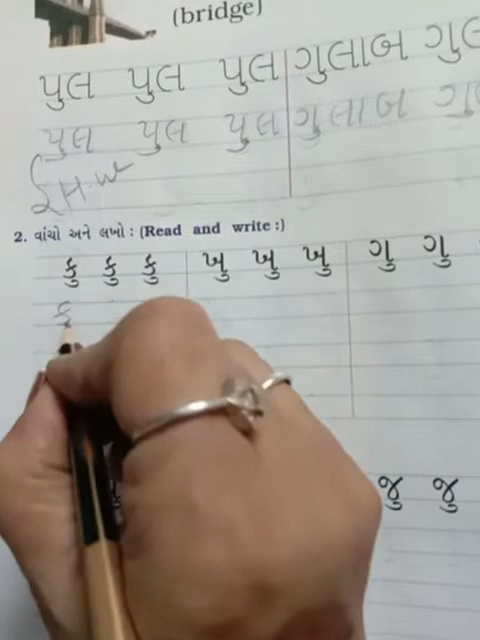 (bridge)
પુલ પુલ પુલ ગુલાબ ગુલ
પુલ પુલ પુલ ગુલાબ ગુ
H.w
2. વાંચો અને લખો : (Read and write :)
કુ કુ કુ ખુ ખુ ખુ ગુ ગુ
ક
જુ જુ